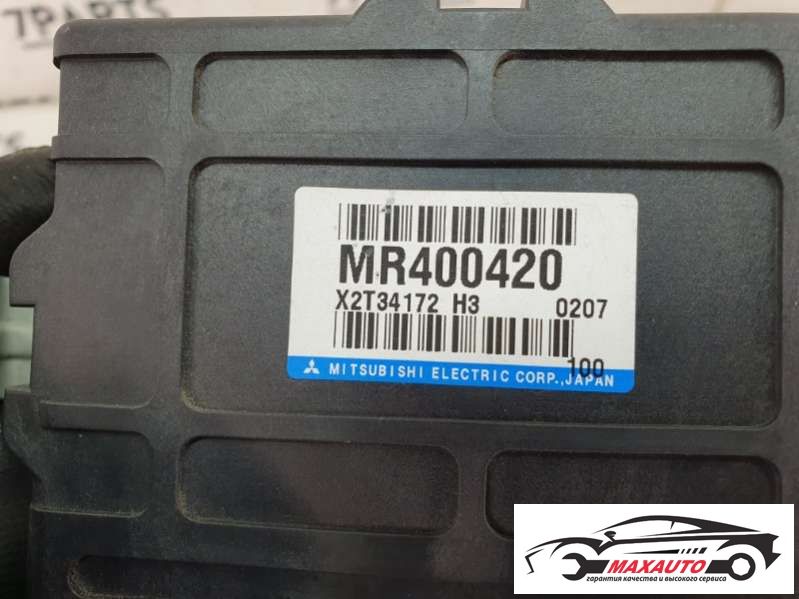 7PARTS
MR400420
X2T34172 H3 0207
100
MITSUBISHI ELECTRIC CORP.,JAPAN
MAXAUTO
гарантия качества и высокого сервиса